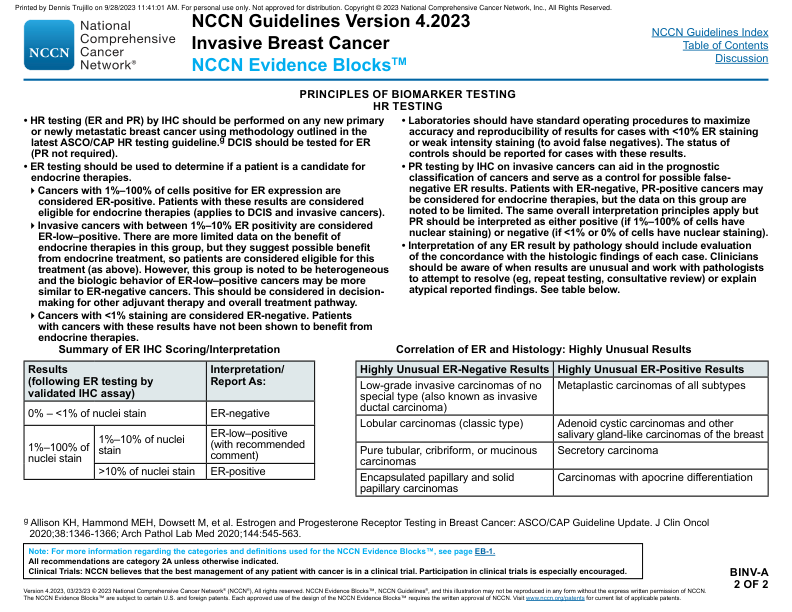 Printed by Dennis Trujillo on 9/28/2023 11:41:01 AM. For personal use only. Not approved for distribution. Copyright © 2023 National Comprehensive Cancer Network, Inc., All Rights Reserved.
NCCN
National
Comprehensive
Cancer
Network®
NCCN Guidelines Version 4.2023
Invasive Breast Cancer
NCCN Evidence Blocks™
NCCN Guidelines Index
Table of Contents
Discussion
PRINCIPLES OF BIOMARKER TESTING
HR TESTING
• HR testing (ER and PR) by IHC should be performed on any new primary
or newly metastatic breast cancer using methodology outlined in the
latest ASCO/CAP HR testing guideline.g DCIS should be tested for ER
(PR not required).
• ER testing should be used to determine if a patient is a candidate for
endocrine therapies.
Cancers with 1%–100% of cells positive for ER expression are
considered ER-positive. Patients with these results are considered
eligible for endocrine therapies (applies to DCIS and invasive cancers).
Invasive cancers with between 1%–10% ER positivity are considered
ER-low–positive. There are more limited data on the benefit of
endocrine therapies in this group, but they suggest possible benefit
from endocrine treatment, so patients are considered eligible for this
treatment (as above). However, this group is noted to be heterogeneous
and the biologic behavior of ER-low–positive cancers may be more
similar to ER-negative cancers. This should be considered in decision-
making for other adjuvant therapy and overall treatment pathway.
Cancers with <1% staining are considered ER-negative. Patients
with cancers with these results have not been shown to benefit from
endocrine therapies.
• Laboratories should have standard operating procedures to maximize
accuracy and reproducibility of results for cases with <10% ER staining
or weak intensity staining (to avoid false negatives). The status of
controls should be reported for cases with these results.
• PR testing by IHC on invasive cancers can aid in the prognostic
classification of cancers and serve as a control for possible false-
negative ER results. Patients with ER-negative, PR-positive cancers may
be considered for endocrine therapies, but the data on this group are
noted to be limited. The same overall interpretation principles apply but
PR should be interpreted as either positive (if 1%–100% of cells have
nuclear staining) or negative (if <1% or 0% of cells have nuclear staining).
• Interpretation of any ER result by pathology should include evaluation
of the concordance with the histologic findings of each case. Clinicians
should be aware of when results are unusual and work with pathologists
to attempt to resolve (eg, repeat testing, consultative review) or explain
atypical reported findings. See table below.
Summary of ER IHC Scoring/Interpretation
Results
(following ER testing by
validated IHC assay)
Interpretation/
Report As:
0% – <1% of nuclei stain
ER-negative
1%–100% of
nuclei stain
1%–10% of nuclei
stain
ER-low–positive
(with recommended
comment)
>10% of nuclei stain
ER-positive
Correlation of ER and Histology: Highly Unusual Results
Highly Unusual ER-Negative Results
Highly Unusual ER-Positive Results
Low-grade invasive carcinomas of no
special type (also known as invasive
ductal carcinoma)
Metaplastic carcinomas of all subtypes
Lobular carcinomas (classic type)
Adenoid cystic carcinomas and other
salivary gland-like carcinomas of the breast
Pure tubular, cribriform, or mucinous
carcinomas
Secretory carcinoma
Encapsulated papillary and solid
papillary carcinomas
Carcinomas with apocrine differentiation
g Allison KH, Hammond MEH, Dowsett M, et al. Estrogen and Progesterone Receptor Testing in Breast Cancer: ASCO/CAP Guideline Update. J Clin Oncol
2020;38:1346-1366; Arch Pathol Lab Med 2020;144:545-563.
Note: For more information regarding the categories and definitions used for the NCCN Evidence Blocks™, see page EB-1.
All recommendations are category 2A unless otherwise indicated.
Clinical Trials: NCCN believes that the best management of any patient with cancer is in a clinical trial. Participation in clinical trials is especially encouraged.
BINV-A
2 OF 2
Version 4.2023, 03/23/23 © 2023 National Comprehensive Cancer Network® (NCCN®), All rights reserved. NCCN Evidence Blocks™, NCCN Guidelines®, and this illustration may not be reproduced in any form without the express written permission of NCCN.
The NCCN Evidence Blocks™ are subject to certain U.S. and foreign patents. Each approved use of the design of the NCCN Evidence Blocks™ requires the written approval of NCCN. Visit www.nccn.org/patents for current list of applicable patents.